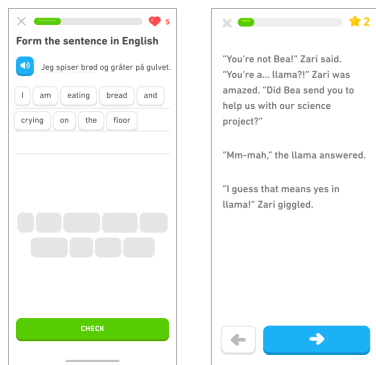 5
Form the sentence in English
Jeg spiser brød og gråter på gulvet.
I am eating bread and
crying on the floor
CHECK
2
"You're not Bea!" Zari said.
"You're a... llama?!" Zari was
amazed. "Did Bea send you to
help us with our science
project?"
"Mm-mah," the llama answered.
"I guess that means yes in
llama!" Zari giggled.